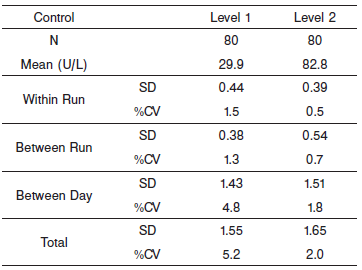 Control Level 1 Level 2
N 80 80
Mean (U/L) 29.9 82.8
Within Run SD 0.44 0.39
%CV 1.5 0.5
Between Run SD 0.38 0.54
%CV 1.3 0.7
Between Day SD 1.43 1.51
%CV 4.8 1.8
Total SD 1.55 1.65
%CV 5.2 2.0